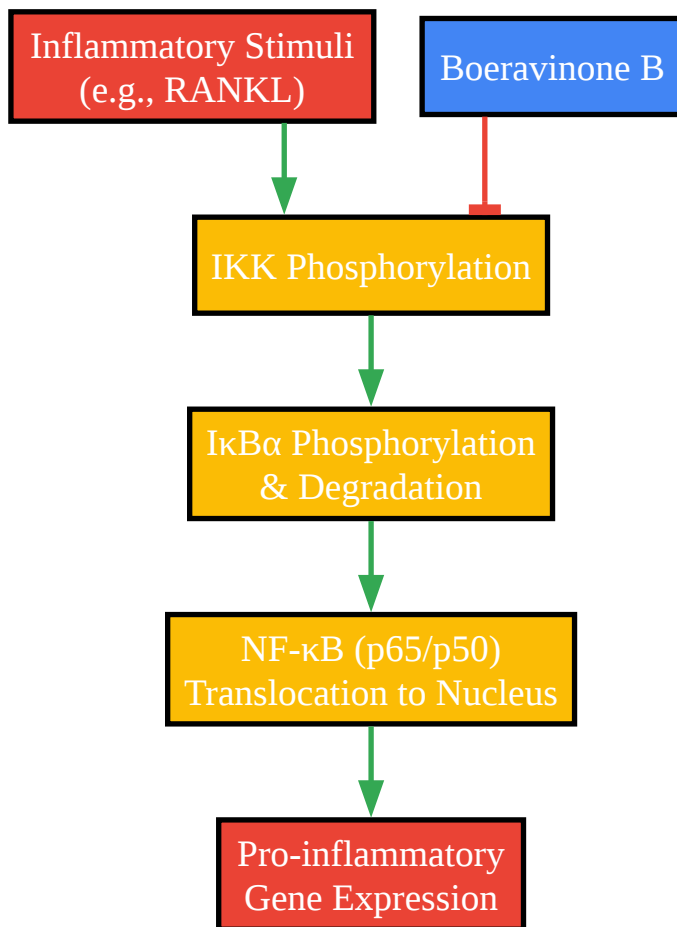 Inflammatory Stimuli
(e.g., RANKL)
Boeravinone B
IKK Phosphorylation
IκBα Phosphorylation
& Degradation
NF-κB (p65/p50)
Translocation to Nucleus
Pro-inflammatory
Gene Expression